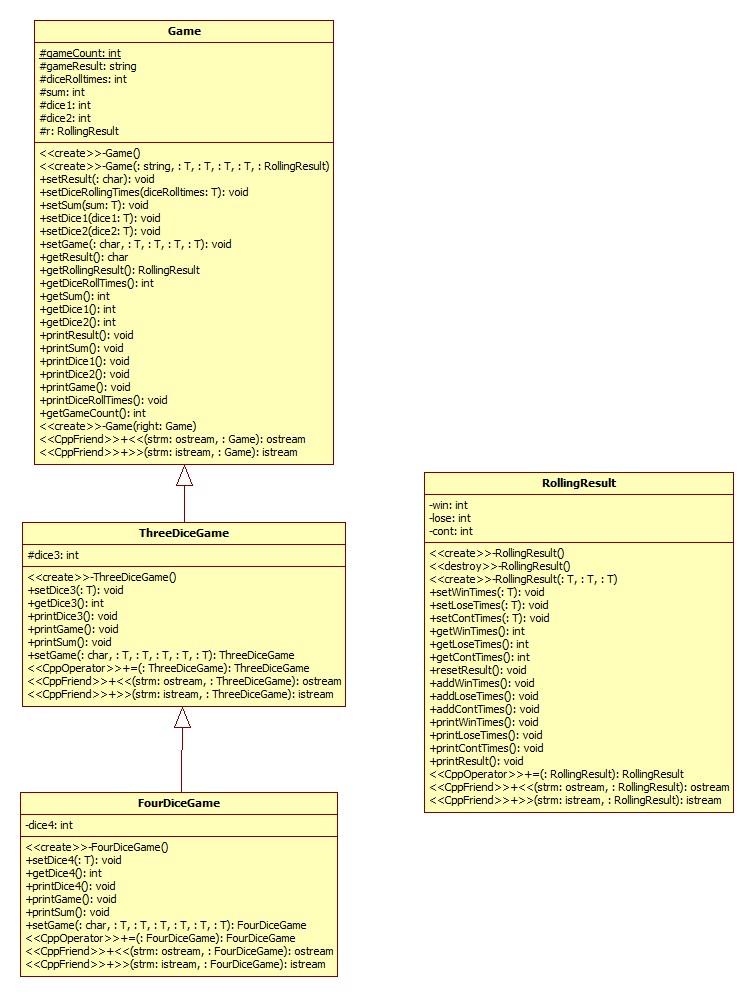 Game
#gameCount: int
#gameResult: string
#diceRolltimes: int
#sum: int
#dice1: int
#dice2: int
#r: RollingResult
<<create>>-Game()
<<create>>-Game(: string, : T, : T, : T, : T, : RollingResult)
+setResult(: char): void
+setDiceRollingTimes(diceRolltimes: T): void
+setSum(sum: T): void
+setDice1(dice1: T): void
+setDice2(dice2: T): void
+setGame(: char, : T, : T, : T, : T): void
+getResult(): char
+getRollingResult(): RollingResult
+getDiceRollTimes(): int
+getSum(): int
+getDice1(): int
+getDice2(): int
+printResult(): void
+printSum(): void
+printDice1(): void
+printDice2(): void
+printGame(): void
+printDiceRollTimes(): void
+getGameCount(): int
<<create>>-Game(right: Game)
<<CppFriend>>+<<(strm: ostream, : Game): ostream
<<CppFriend>>+>>(strm: istream, : Game): istream
ThreeDiceGame
#dice3: int
<<create>>-ThreeDiceGame()
+setDice3(: T): void
+getDice3(): int
+printDice3(): void
+printGame(): void
+printSum(): void
+setGame(: char, : T, : T, : T, : T, : T): ThreeDiceGame
<<CppOperator>>+=(: ThreeDiceGame): ThreeDiceGame
<<CppFriend>>+<<(strm: ostream, : ThreeDiceGame): ostream
<<CppFriend>>+>>(strm: istream, : ThreeDiceGame): istream
FourDiceGame
-dice4: int
<<create>>-FourDiceGame()
+setDice4(: T): void
+getDice4(): int
+printDice4(): void
+printGame(): void
+printSum(): void
+setGame(: char, : T, : T, : T, : T, : T, : T): FourDiceGame
<<CppOperator>>+=(: FourDiceGame): FourDiceGame
<<CppFriend>>+<<(strm: ostream, : FourDiceGame): ostream
<<CppFriend>>+>>(strm: istream, : FourDiceGame): istream
RollingResult
-win: int
-lose: int
-cont: int
<<create>>-RollingResult()
<<destroy>>-RollingResult()
<<create>>-RollingResult(: T, : T, : T)
+setWinTimes(: T): void
+setLoseTimes(: T): void
+setContTimes(: T): void
+getWinTimes(): int
+getLoseTimes(): int
+getContTimes(): int
+resetResult(): void
+addWinTimes(): void
+addLoseTimes(): void
+addContTimes(): void
+printWinTimes(): void
+printLoseTimes(): void
+printContTimes(): void
+printResult(): void
<<CppOperator>>+=(: RollingResult): RollingResult
<<CppFriend>>+<<(strm: ostream, : RollingResult): ostream
<<CppFriend>>+>>(strm: istream, : RollingResult): istream